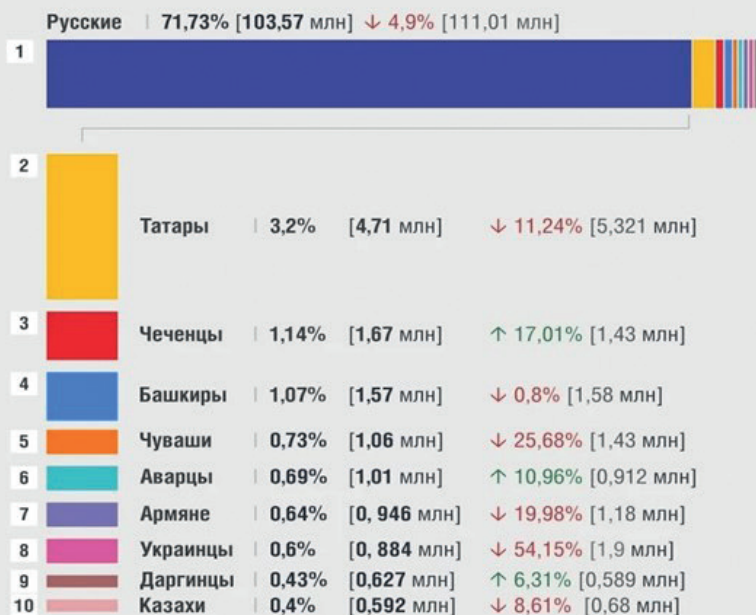 Русские | 71,73% [103,57 млн] ↓ 4,9% [111,01 млн]
1
2
Татары | 3,2% [4,71 млн] ↓ 11,24% [5,321 млн]
3
Чеченцы | 1,14% [1,67 млн] ↑ 17,01% [1,43 млн]
4
Башкиры | 1,07% [1,57 млн] ↓ 0,8% [1,58 млн]
5 Чуваши | 0,73% [1,06 млн] ↓ 25,68% [1,43 млн]
6 Аварцы | 0,69% [1,01 млн] ↑ 10,96% [0,912 млн]
7 Армяне | 0,64% [0, 946 млн] ↓ 19,98% [1,18 млн]
8 Украинцы | 0,6% [0, 884 млн] ↓ 54,15% [1,9 млн]
9 Даргинцы | 0,43% [0,627 млн] ↑ 6,31% [0,589 млн]
10 Казахи | 0,4% [0,592 млн] ↓ 8,61% [0,68 млн]